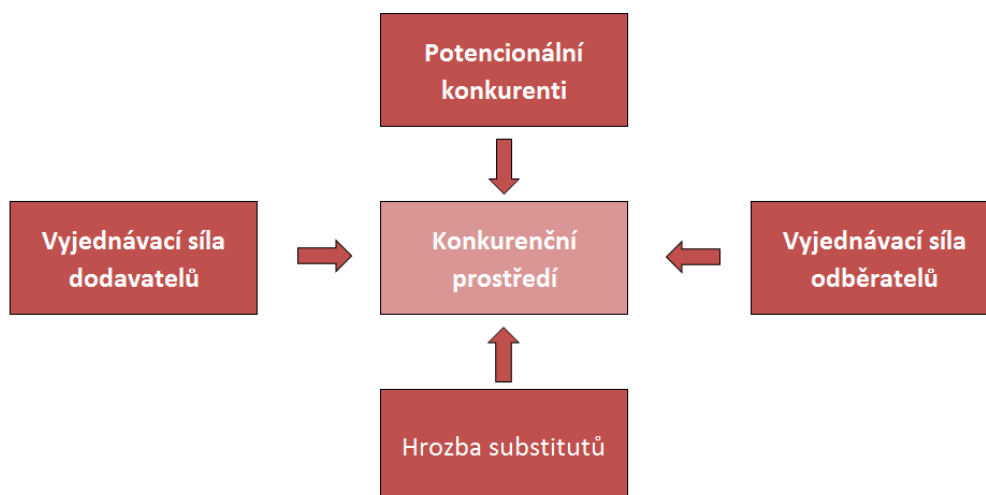 Potencionální
konkurenti
Vyjednávací síla
dodavatelů
Konkurenční
prostředí
Vyjednávací síla
odběratelů
Hrozba substitutů